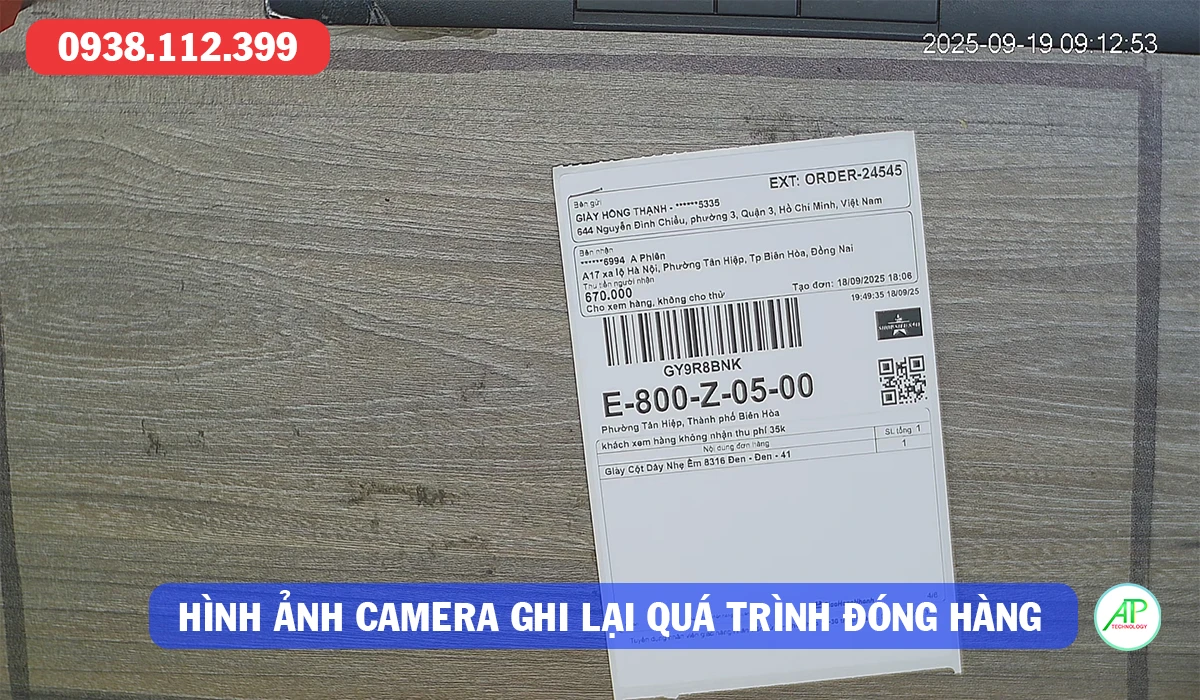 0938.112.399
2025-09-19 09:12:53
EXT: ORDER-24545
Bên gửi
GIÀY HỒNG THẠNH - ******5335
644 Nguyễn Đình Chiểu, phường 3, Quận 3, Hồ Chí Minh, Việt Nam
Bên nhận
******6994 A Phiên
A17 xa lộ Hà Nội, Phường Tân Hiệp, Tp Biên Hòa, Đồng Nai
Thu tiền người nhận
670.000
Tạo đơn: 18/09/2025 18:06
Cho xem hàng, không cho thử
19:49:35 18/09/25
GY9R8BNK
E-800-Z-05-00
Phường Tân Hiệp, Thành phố Biên Hòa
khách xem hàng không nhận thu phí 35k
SL tổng 1
Nội dung đơn hàng
1
Giày Cột Dây Nhẹ Êm 8316 Đen - Đen - 41
HÌNH ẢNH CAMERA GHI LẠI QUÁ TRÌNH ĐÓNG HÀNG
ATP
TECHNOLOGY